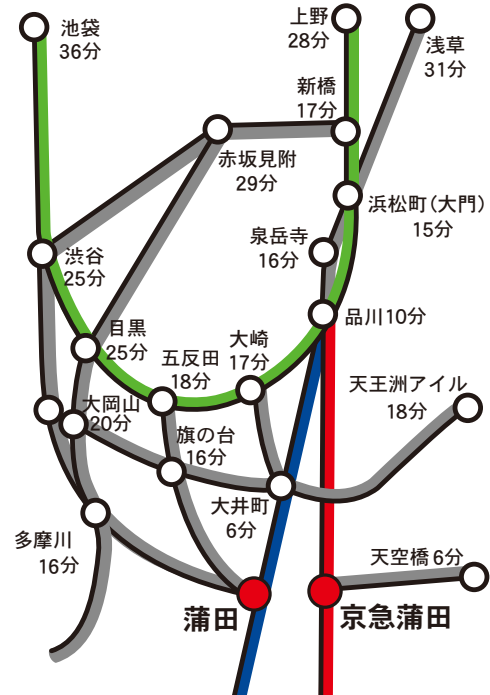 池袋
36分
上野
28分
浅草
31分
新橋
17分
赤坂見附
29分
浜松町(大門)
15分
泉岳寺
16分
渋谷
25分
品川10分
目黒
25分
大崎
17分
五反田
18分
天王洲アイル
18分
大岡山
20分
旗の台
16分
大井町
6分
多摩川
16分
天空橋 6分
蒲田
京急蒲田